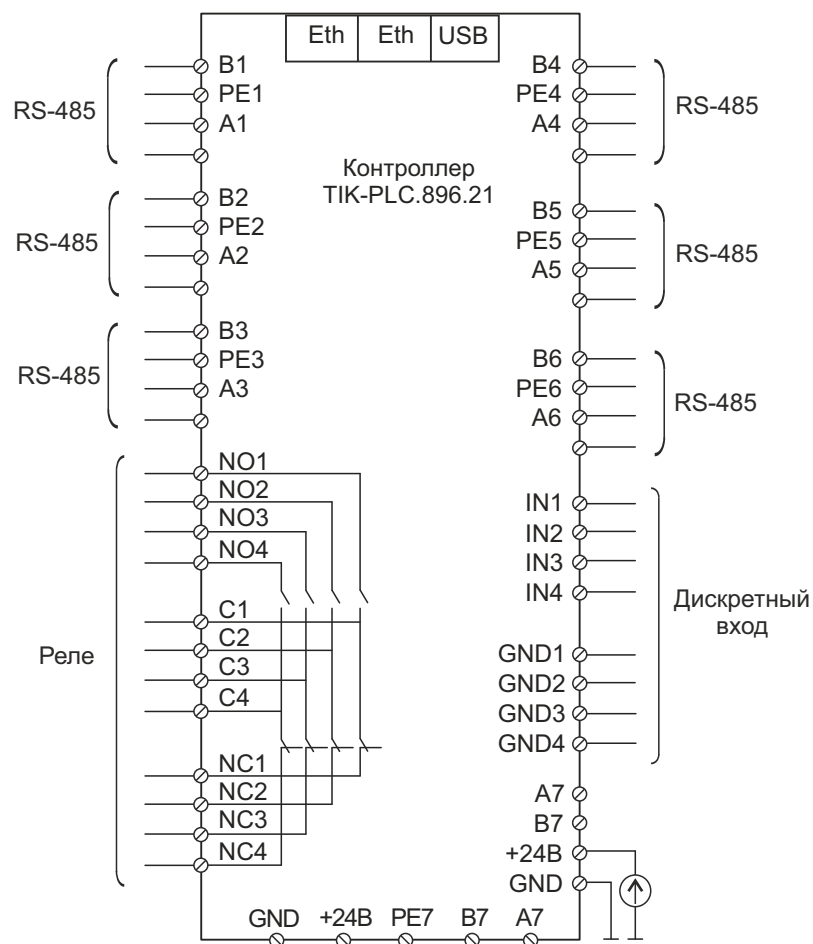 Eth Eth USB
RS-485
B1
PE1
A1
RS-485
B2
PE2
A2
RS-485
B3
PE3
A3
Реле
NO1
NO2
NO3
NO4
C1
C2
C3
C4
NC1
NC2
NC3
NC4
Контроллер
TIK-PLC.896.21
B4
PE4
A4
RS-485
B5
PE5
A5
RS-485
B6
PE6
A6
RS-485
IN1
IN2
IN3
IN4
GND1
GND2
GND3
GND4
Дискретный
вход
A7
B7
+24В
GND
GND +24В PE7 B7 A7